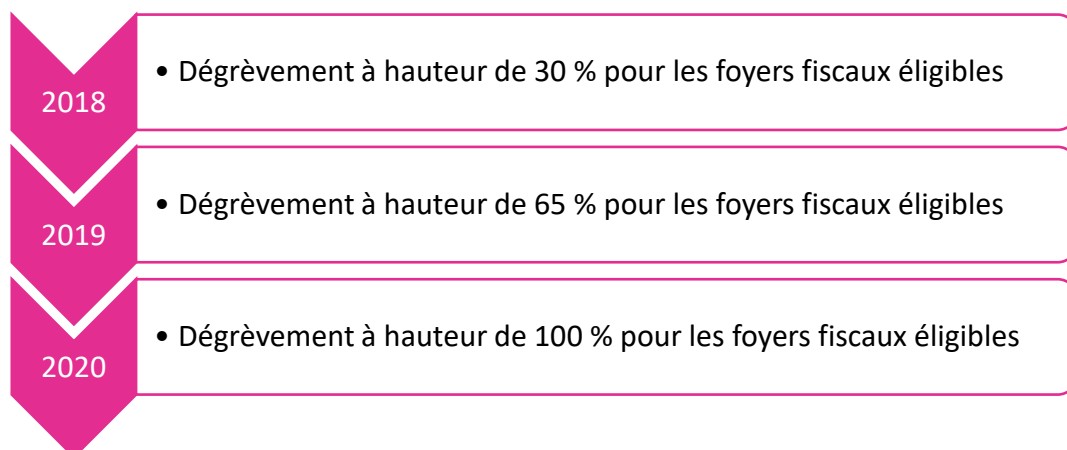 2018
• Dégrèvement à hauteur de 30 % pour les foyers fiscaux éligibles
2019
• Dégrèvement à hauteur de 65 % pour les foyers fiscaux éligibles
2020
• Dégrèvement à hauteur de 100 % pour les foyers fiscaux éligibles